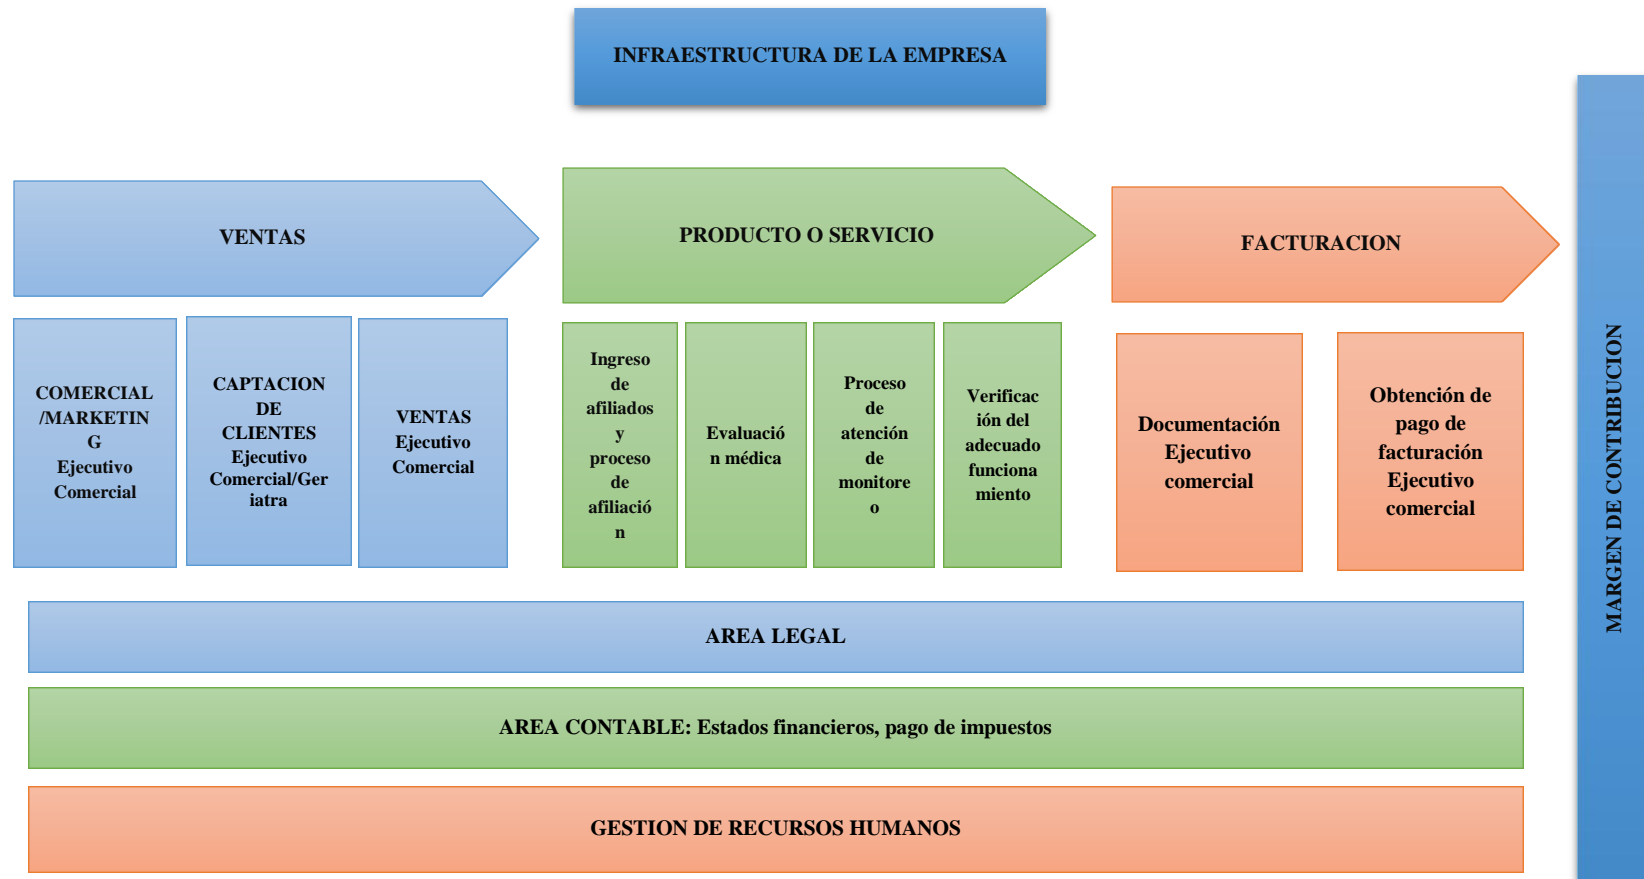 INFRAESTRUCTURA DE LA EMPRESA
VENTAS
PRODUCTO O SERVICIO
FACTURACION
COMERCIAL
/MARKETIN
G
Ejecutivo
Comercial
CAPTACION
DE
CLIENTES
Ejecutivo
Comercial/Ger
iatra
VENTAS
Ejecutivo
Comercial
Ingreso
de
afiliados
y
proceso
de
afiliació
n
Evaluació
n médica
Proceso
de
atención
de
monitore
o
Verificac
ión del
adecuado
funciona
miento
Documentación
Ejecutivo
comercial
Obtención de
pago de
facturación
Ejecutivo
comercial
AREA LEGAL
AREA CONTABLE: Estados financieros, pago de impuestos
GESTION DE RECURSOS HUMANOS
MARGEN DE CONTRIBUCION